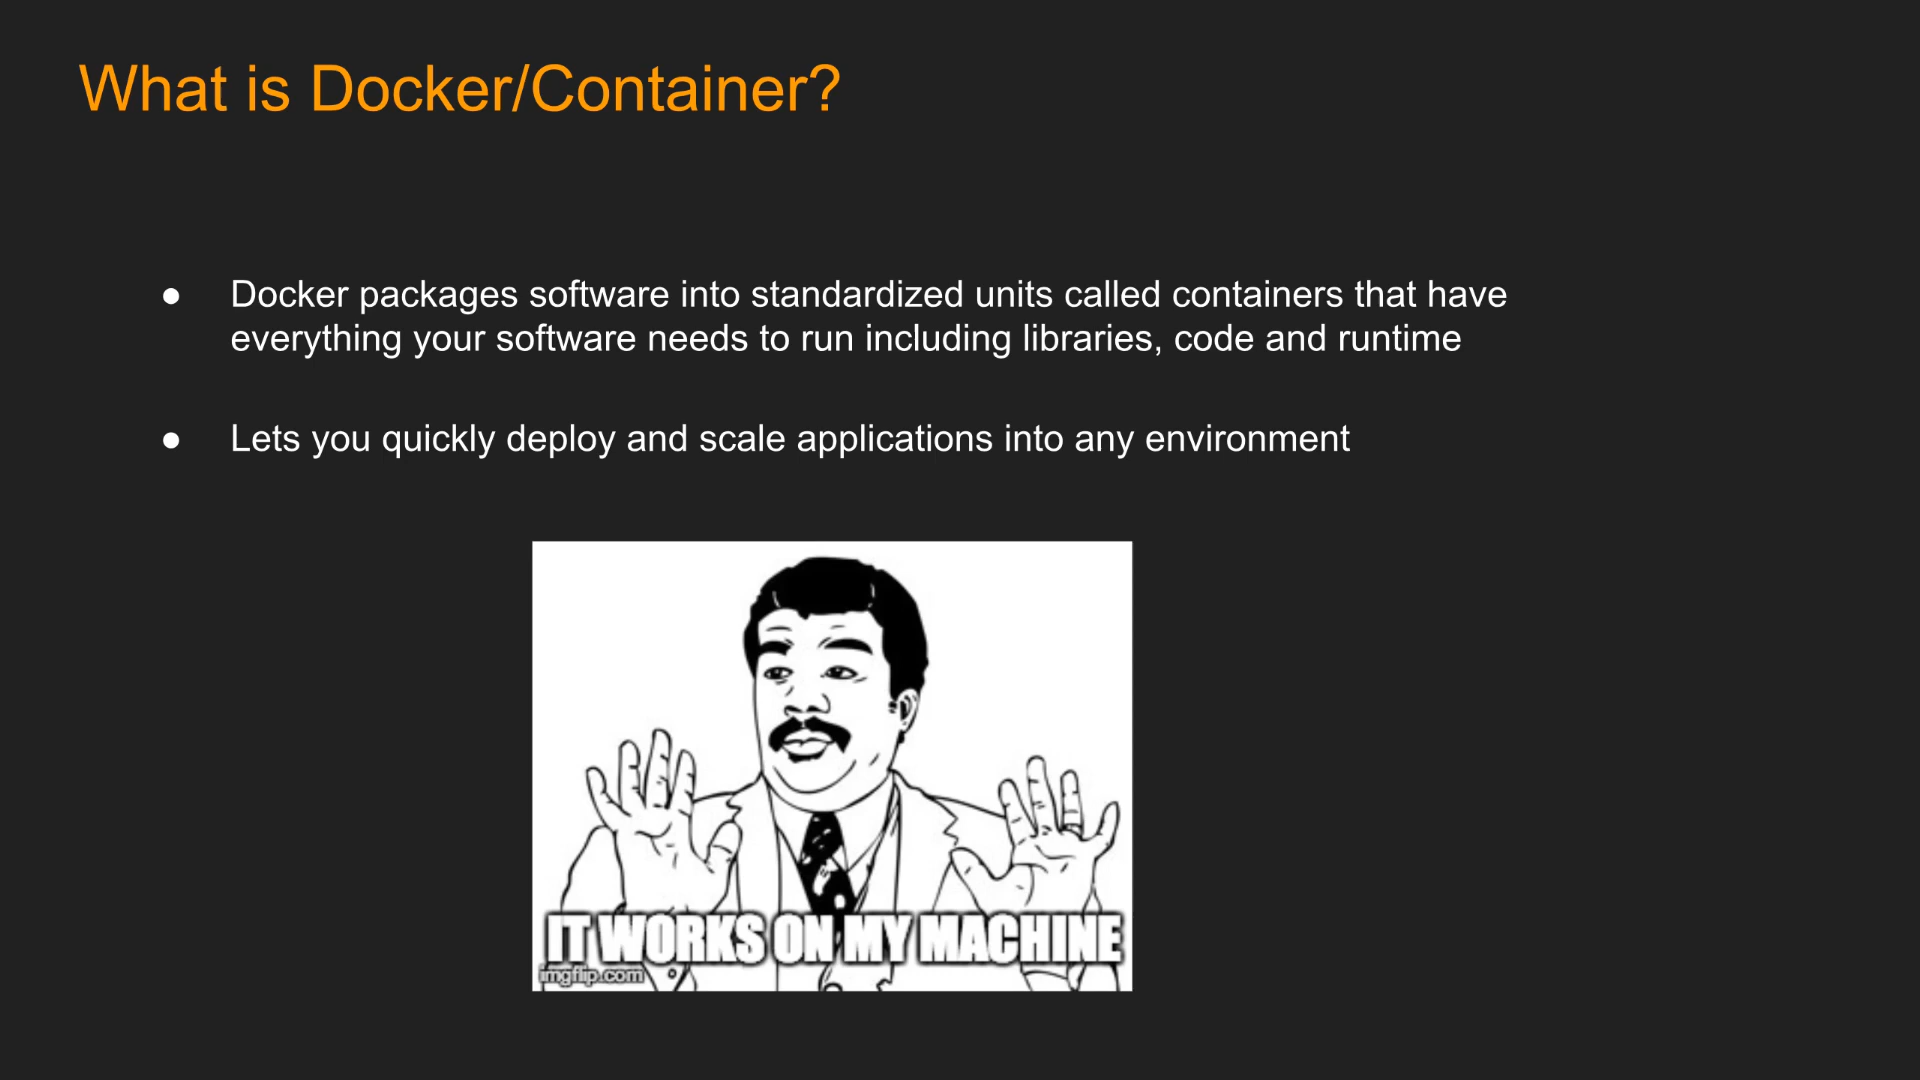 What is Docker/Container?
● Docker packages software into standardized units called containers that have
everything your software needs to run including libraries, code and runtime
● Lets you quickly deploy and scale applications into any environment
IT WORKS ON MY MACHINE
imgflip.com